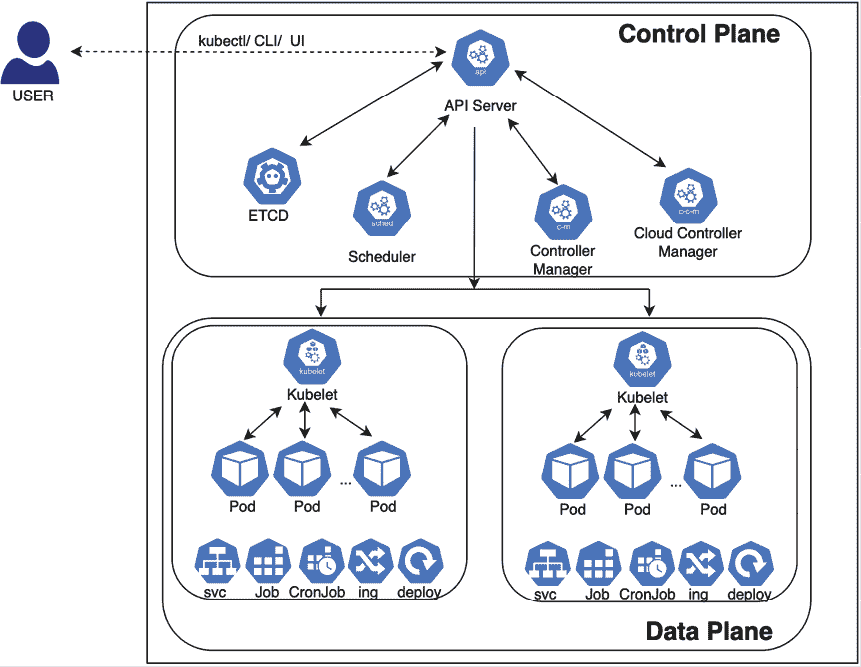 Control Plane
kubectl/ CLI/ UI
USER
api
API Server
ETCD
sched
Scheduler
c-m
Controller
Manager
c-c-m
Cloud Controller
Manager
kubelet
Kubelet
Pod
Pod
...
Pod
svc
Job
CronJob
ing
deploy
kubelet
Kubelet
Pod
Pod
...
Pod
svc
Job
CronJob
ing
deploy
Data Plane